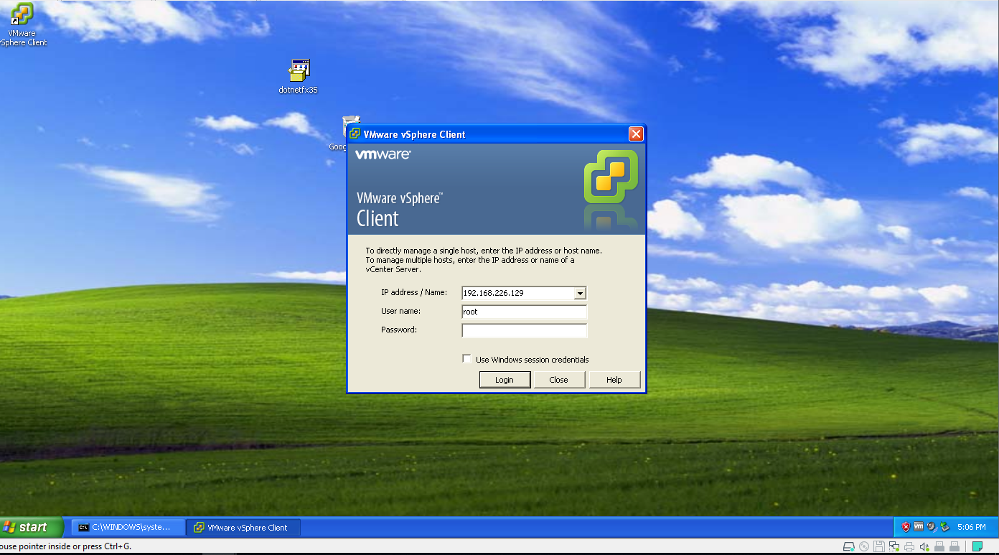 VMware
vSphere Client
dotnetfx35
Goog
VMware vSphere Client
vmware
VMware vSphere™
Client
To directly manage a single host, enter the IP address or host name.
To manage multiple hosts, enter the IP address or name of a
vCenter Server.
IP address / Name:
192.168.226.129
User name:
root
Password:
Use Windows session credentials
Login
Close
Help
start
C:\WINDOWS\syste...
VMware vSphere Client
vm
5:06 PM
ouse pointer inside or press Ctrl+G.